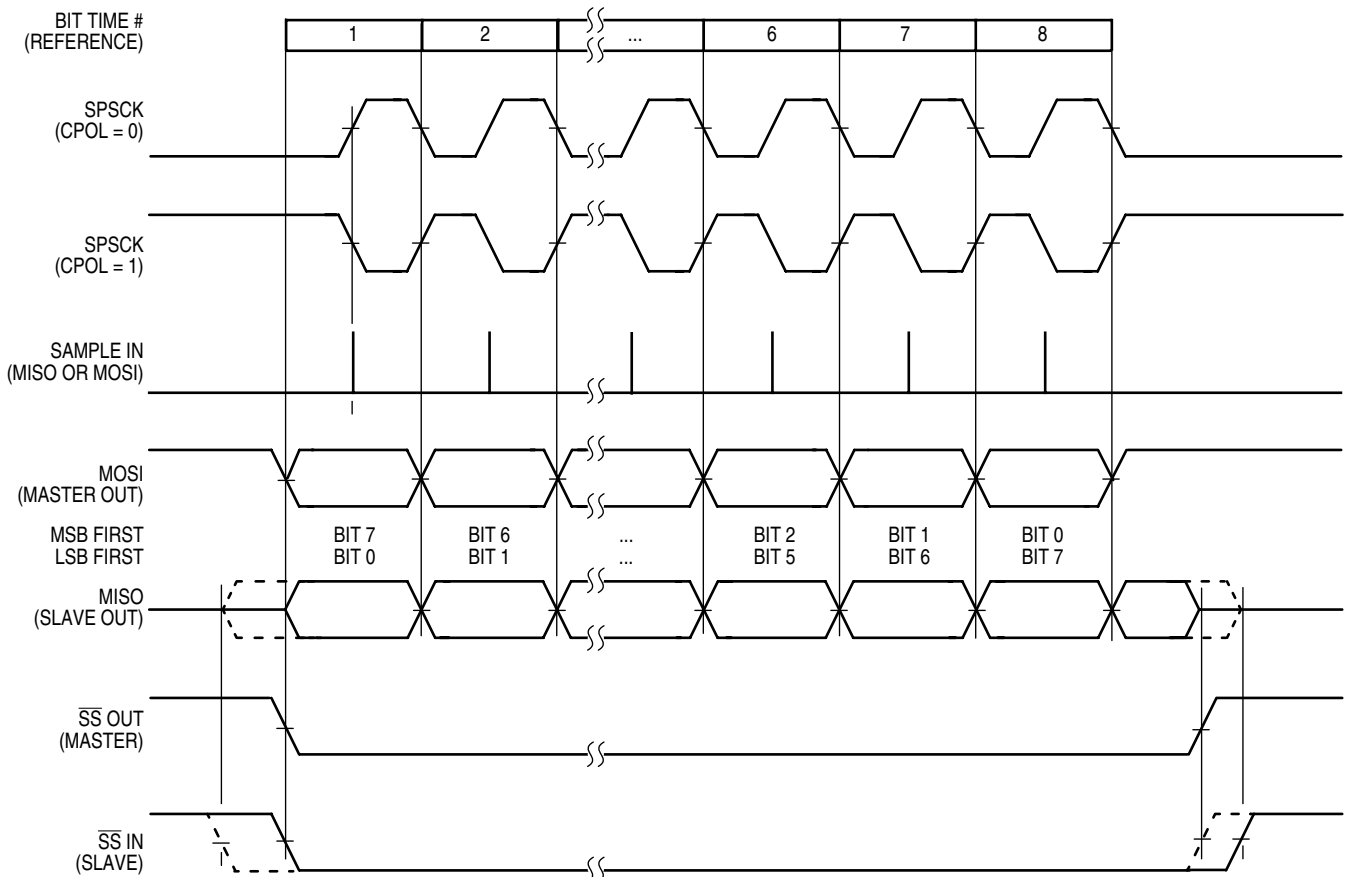 BIT TIME #
(REFERENCE)
1 2 ... 6 7 8
SPSCK
(CPOL = 0)
SPSCK
(CPOL = 1)
SAMPLE IN
(MISO OR MOSI)
MOSI
(MASTER OUT)
MSB FIRST BIT 7 BIT 6 ... BIT 2 BIT 1 BIT 0
LSB FIRST BIT 0 BIT 1 ... BIT 5 BIT 6 BIT 7
MISO
(SLAVE OUT)
S̅S̅ OUT
(MASTER)
S̅S̅ IN
(SLAVE)